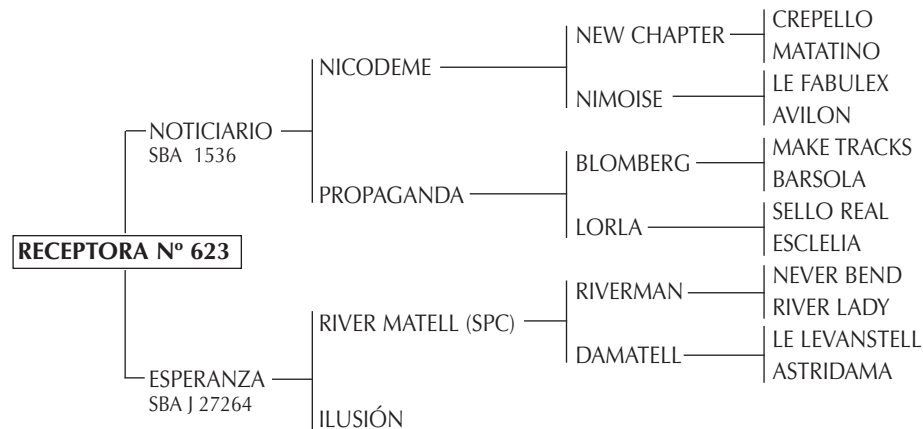 CREPELLO
NEW CHAPTER
MATATINO
NICODEME
LE FABULEX
NIMOISE
AVILON
NOTICIARIO
SBA 1536
MAKE TRACKS
BLOMBERG
BARSOLA
PROPAGANDA
SELLO REAL
LORLA
ESCLELIA
RECEPTORA Nº 623
NEVER BEND
RIVERMAN
RIVER LADY
RIVER MATELL (SPC)
LE LEVANSTELL
DAMATELL
ASTRIDAMA
ESPERANZA
SBA J 27264
ILUSIÓN